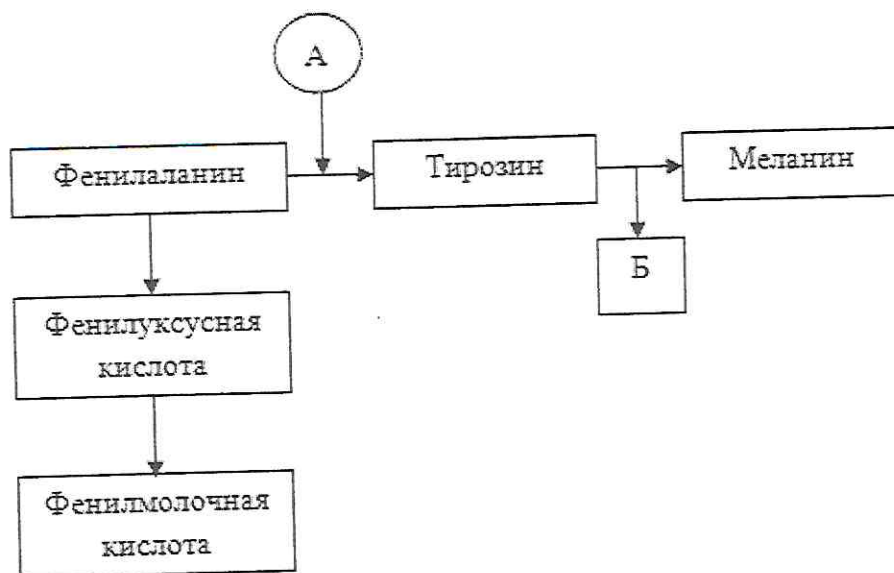 А
Фенилаланин
Тирозин
Меланин
Б
Фенилуксусная
кислота
Фенилмолочная
кислота